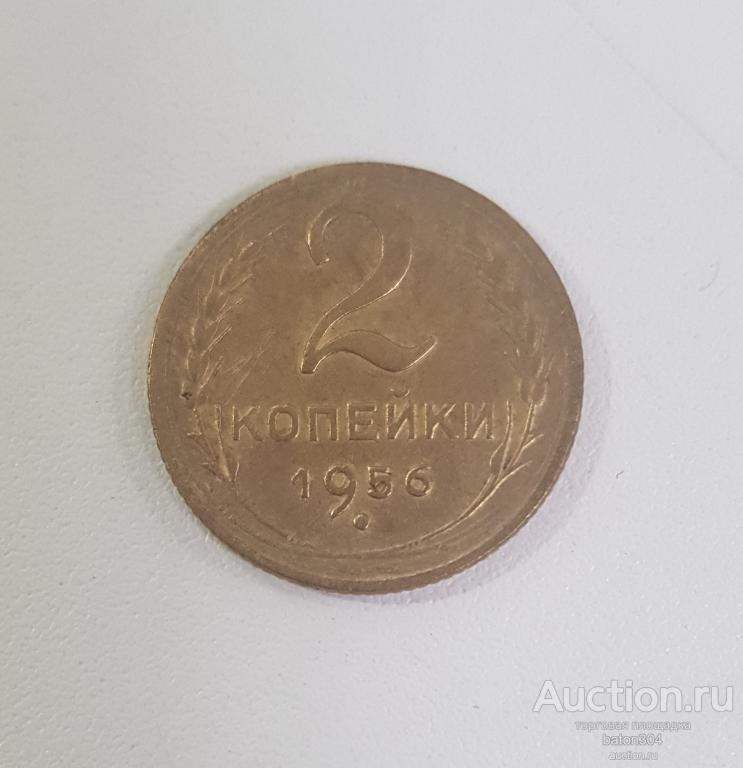 2
КОПЕЙКИ
1956
Auction.ru
торговая площадка
baton304
auction.ru